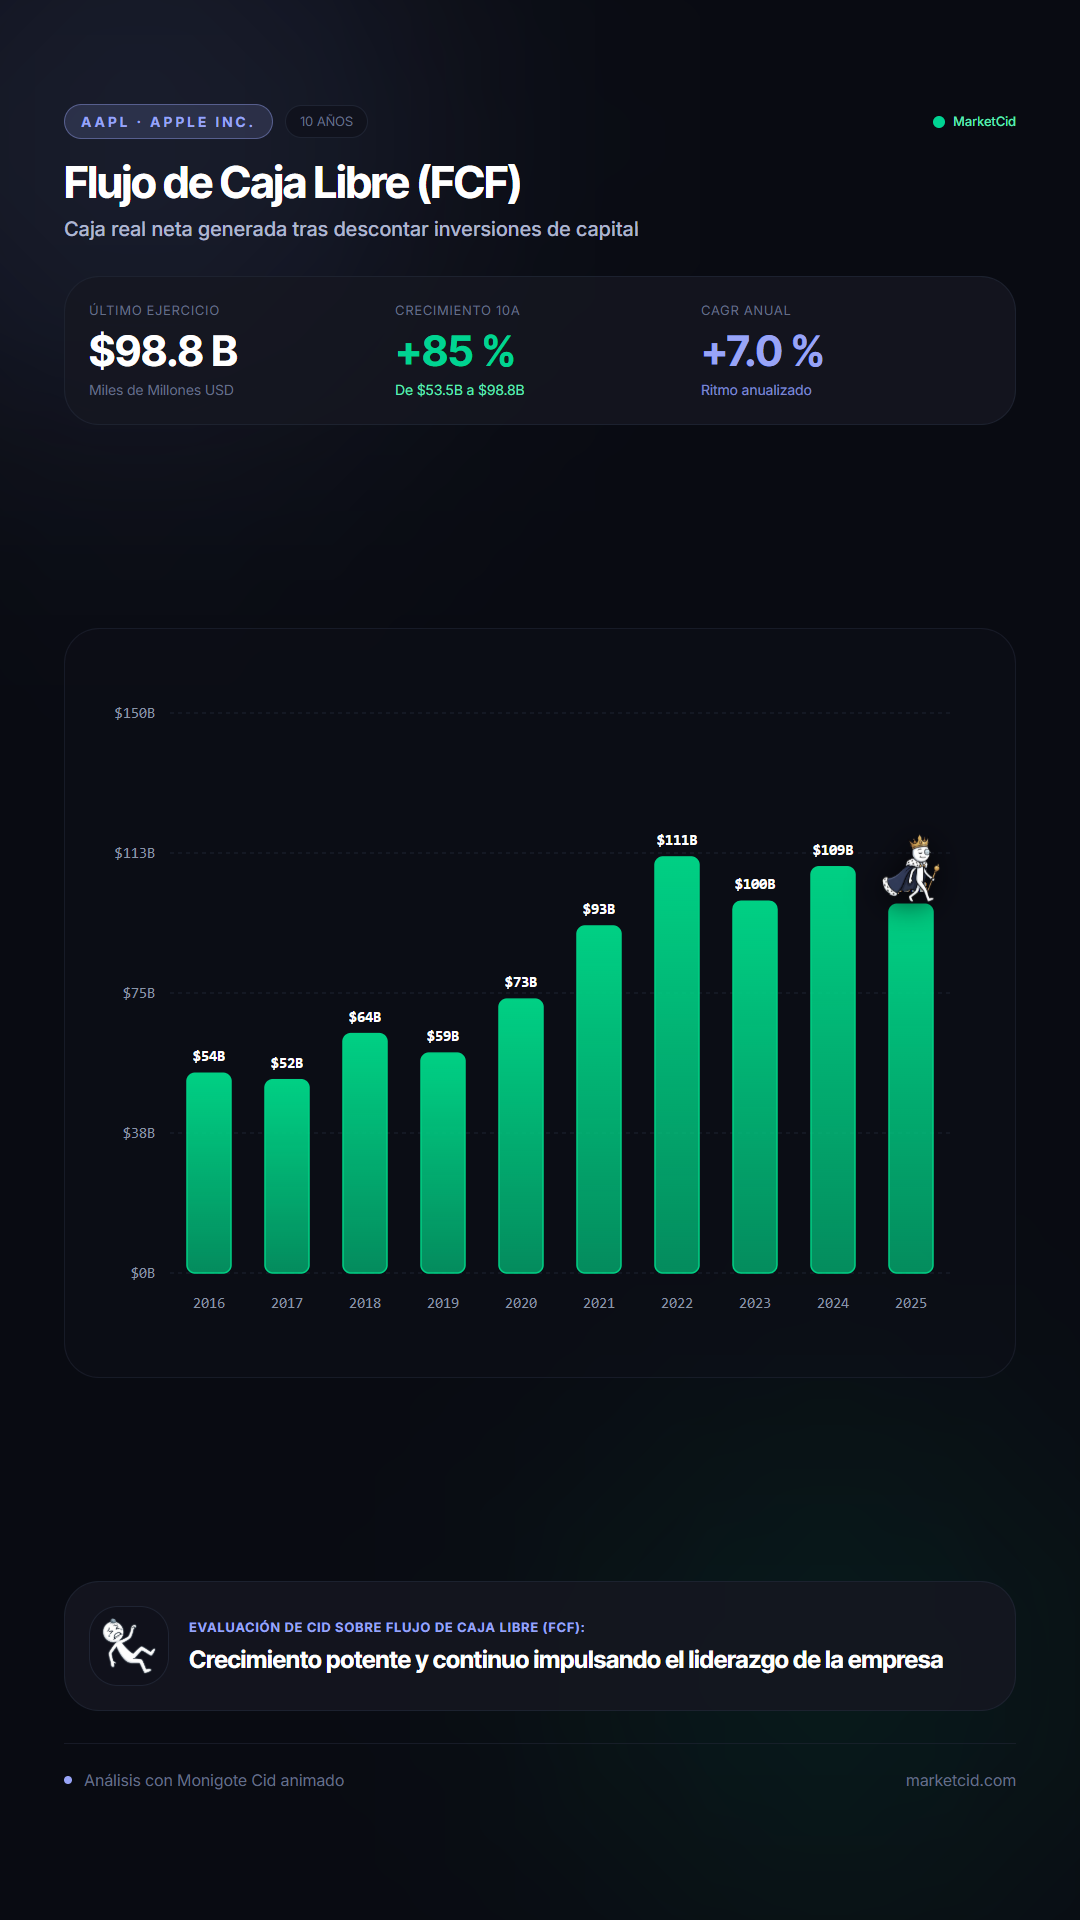 AAPL · APPLE INC.
10 AÑOS
MarketCid
Flujo de Caja Libre (FCF)
Caja real neta generada tras descontar inversiones de capital
ÚLTIMO EJERCICIO
$98.8 B
Miles de Millones USD
CRECIMIENTO 10A
+85 %
De $53.5B a $98.8B
CAGR ANUAL
+7.0 %
Ritmo anualizado
$150B
$113B
$75B
$38B
$0B
$54B
$52B
$64B
$59B
$73B
$93B
$111B
$100B
$109B
2016
2017
2018
2019
2020
2021
2022
2023
2024
2025
EVALUACIÓN DE CID SOBRE FLUJO DE CAJA LIBRE (FCF):
Crecimiento potente y continuo impulsando el liderazgo de la empresa
Análisis con Monigote Cid animado
marketcid.com